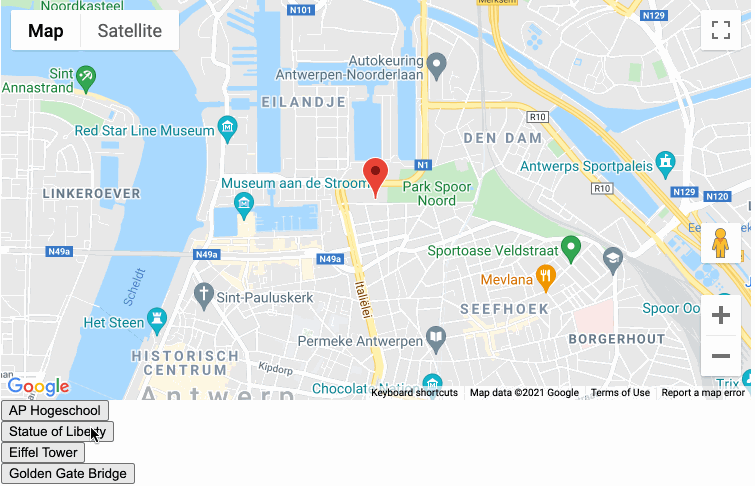 Noordkasteel
N101
Merksem
N129
Map
Satellite
Sint
Annastrand
Autokeuring
Antwerpen-Noorderlaan
EILANDJE
R10
Red Star Line Museum
DEN DAM
N1
Antwerps Sportpaleis
Museum aan de Stroom
Park Spoor
Noord
R10
N129
N120
LINKEROEVER
N49a
N49a
N49a
Sportoase Veldstraat
Scheldt
Mevlana
Italiëlei
Sint-Pauluskerk
Het Steen
SEEFHOEK
Spoor Oo
Permeke Antwerpen
BORGERHOUT
HISTORISCH
CENTRUM
Kipdorp
Google
Antwerp
Chocolate Nation
Trix
Keyboard shortcuts
Map data ©2021 Google
Terms of Use
Report a map error
AP Hogeschool
Statue of Liberty
Eiffel Tower
Golden Gate Bridge